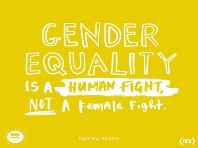 GENDER
EQUALITY
IS A HUMAN FIGHT,
NOT A FEMALE FIGHT.